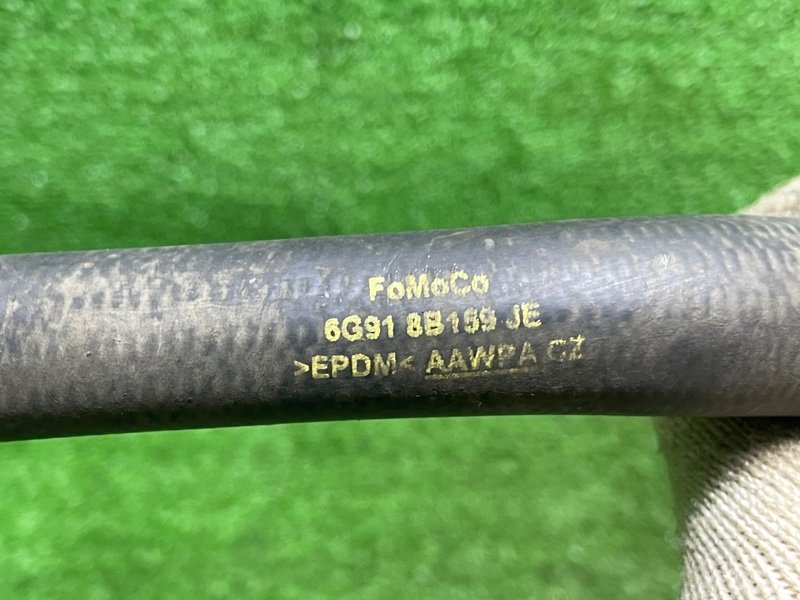 FoMoCo
6G91 8B199 JE
>EPDM< AAWPA CZ